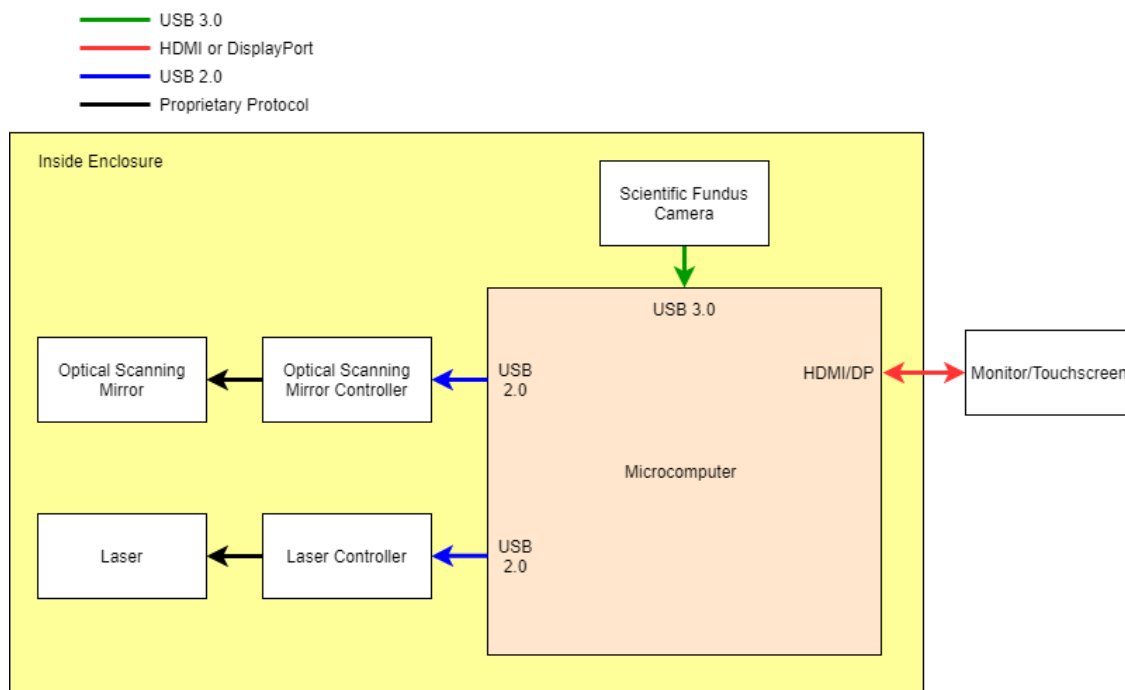 USB 3.0
HDMI or DisplayPort
USB 2.0
Proprietary Protocol
Inside Enclosure
Scientific Fundus
Camera
USB 3.0
Optical Scanning
Mirror
Optical Scanning
Mirror Controller
USB
2.0
HDMI/DP
Monitor/Touchscreen
Microcomputer
Laser
Laser Controller
USB
2.0